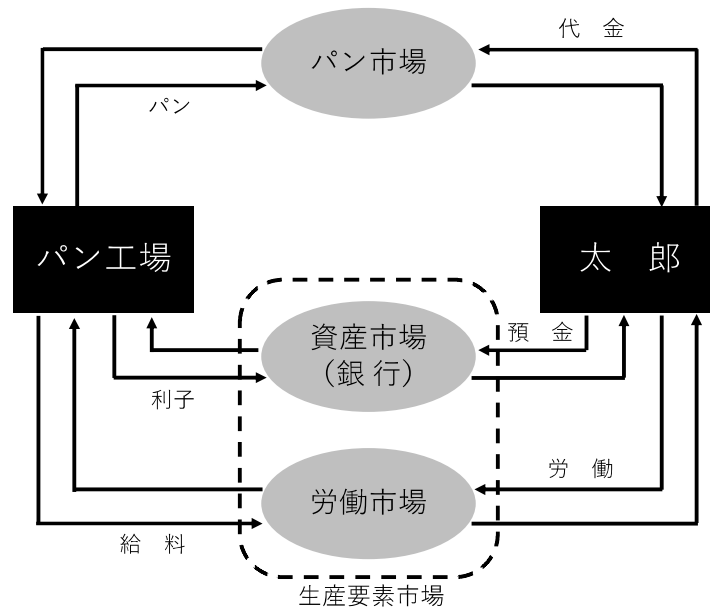 代 金
パン市場
パン
パン工場
太 郎
資産市場
(銀 行)
預 金
利子
労 働
労働市場
給 料
生産要素市場